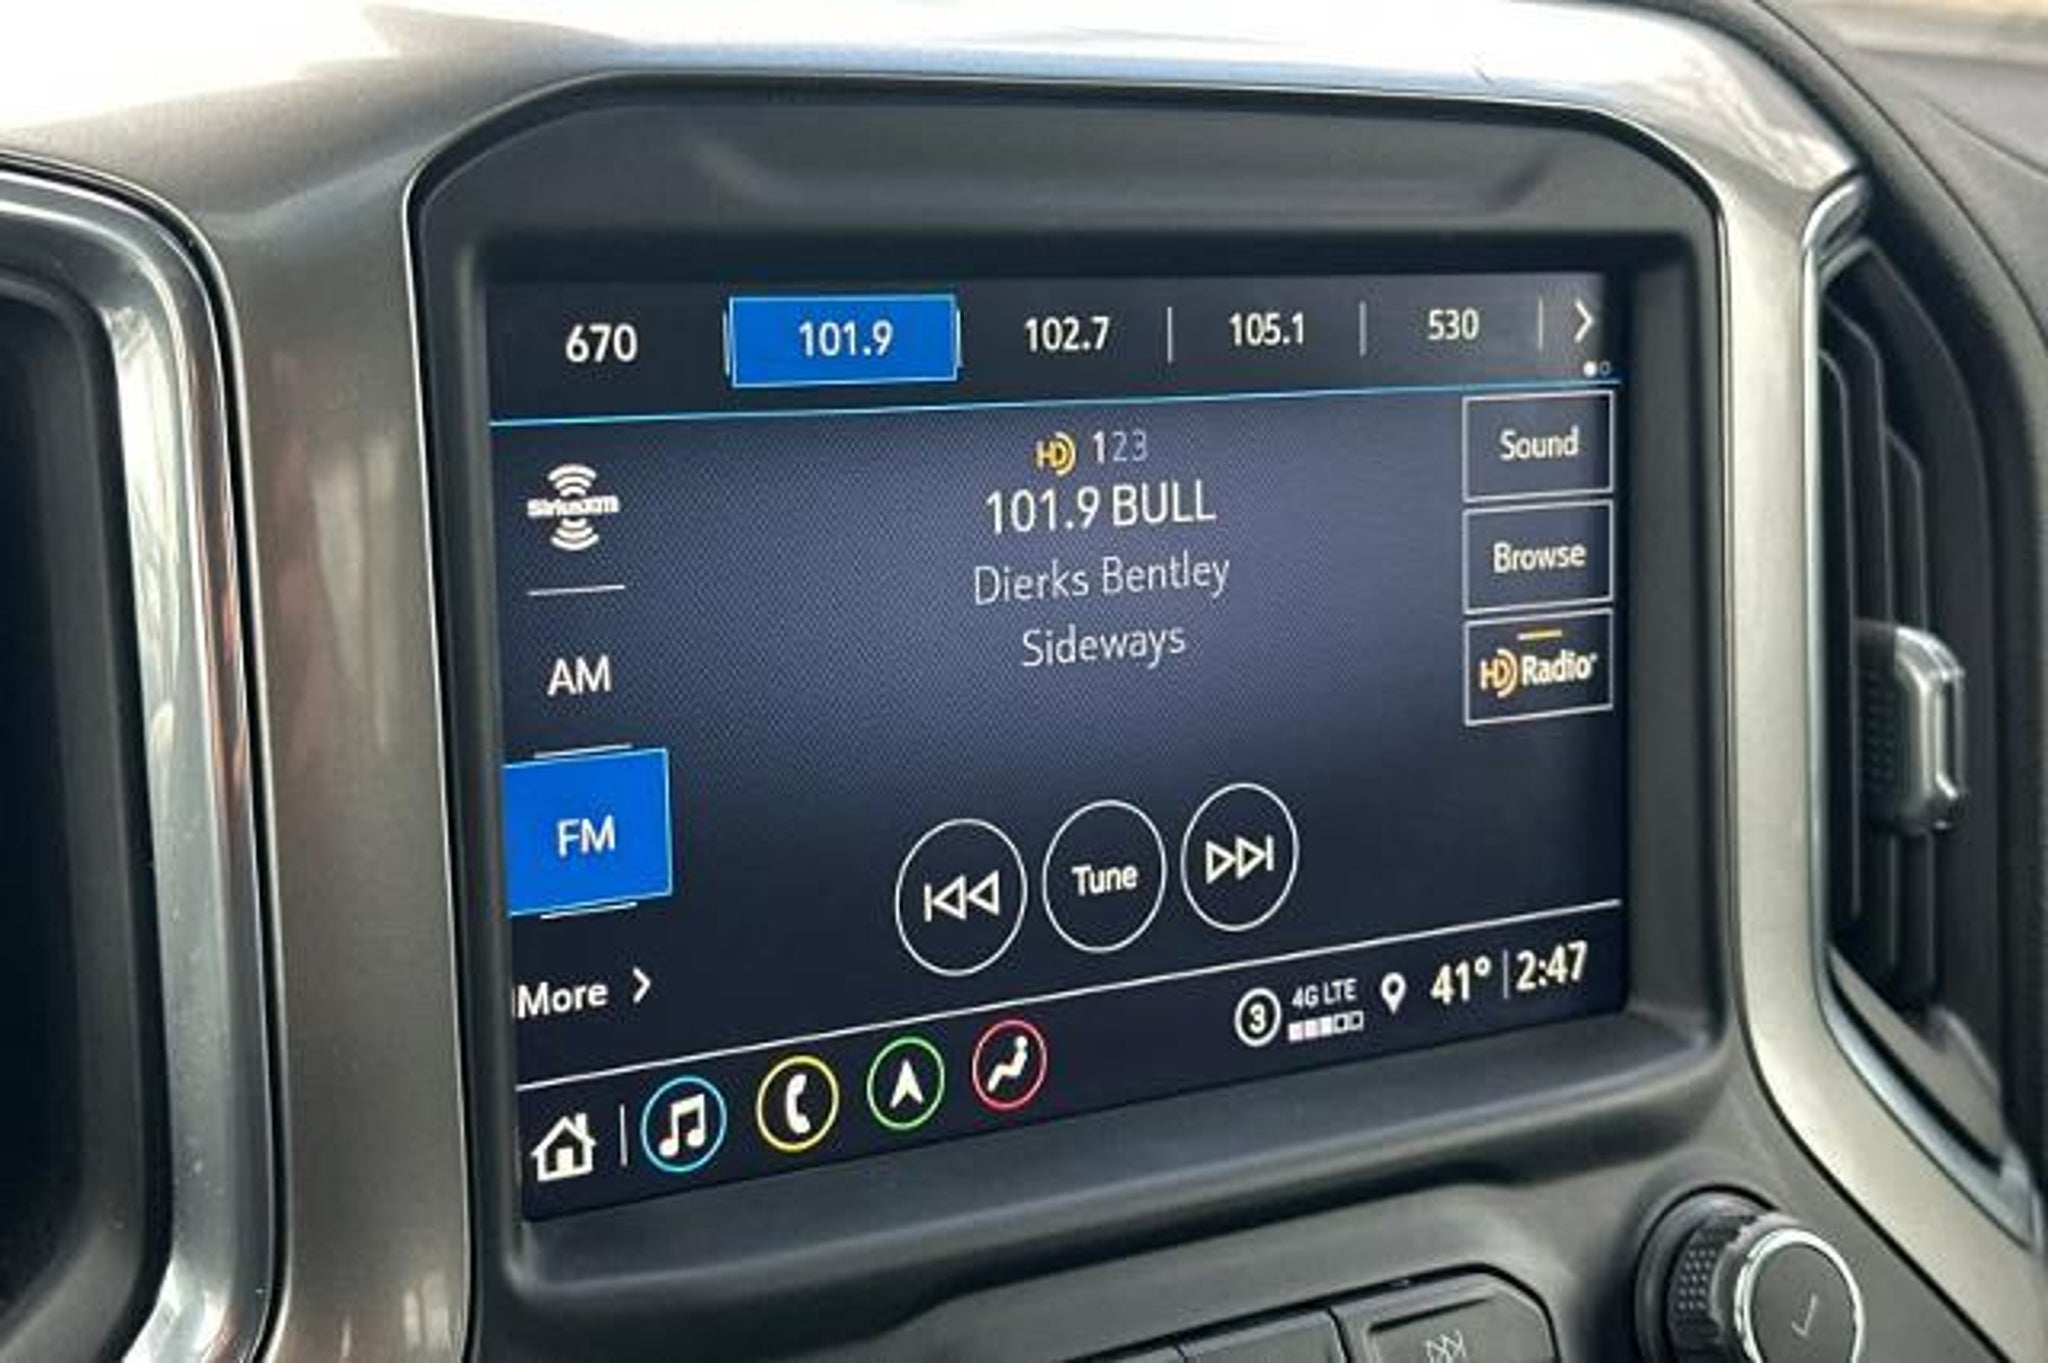 670 101.9 102.7 105.1 530
HD 123
101.9 BULL
Dierks Bentley
Sideways
SiriusXM
AM
FM
More
Sound
Browse
HD Radio
Tune
3 4G LTE 41° 2:47